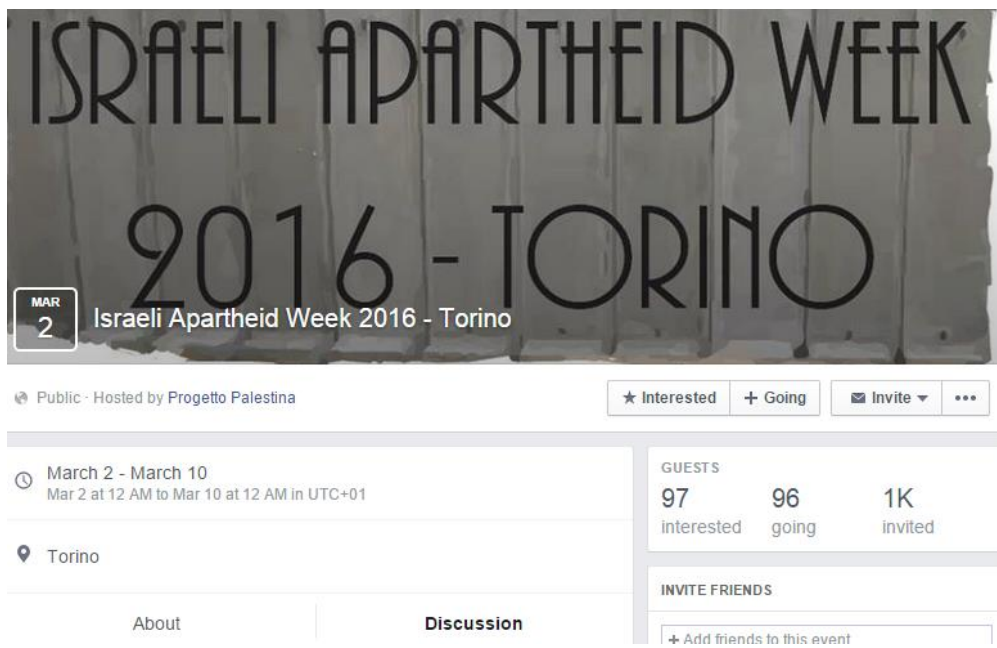 ISRAELI APARTHEID WEEK
2016 - TORINO
MAR
2
Israeli Apartheid Week 2016 - Torino
Public · Hosted by Progetto Palestina
Interested
+ Going
Invite
March 2 - March 10
Mar 2 at 12 AM to Mar 10 at 12 AM in UTC+01
Torino
About
Discussion
GUESTS
97 96 1K
interested going invited
INVITE FRIENDS
+ Add friends to this event